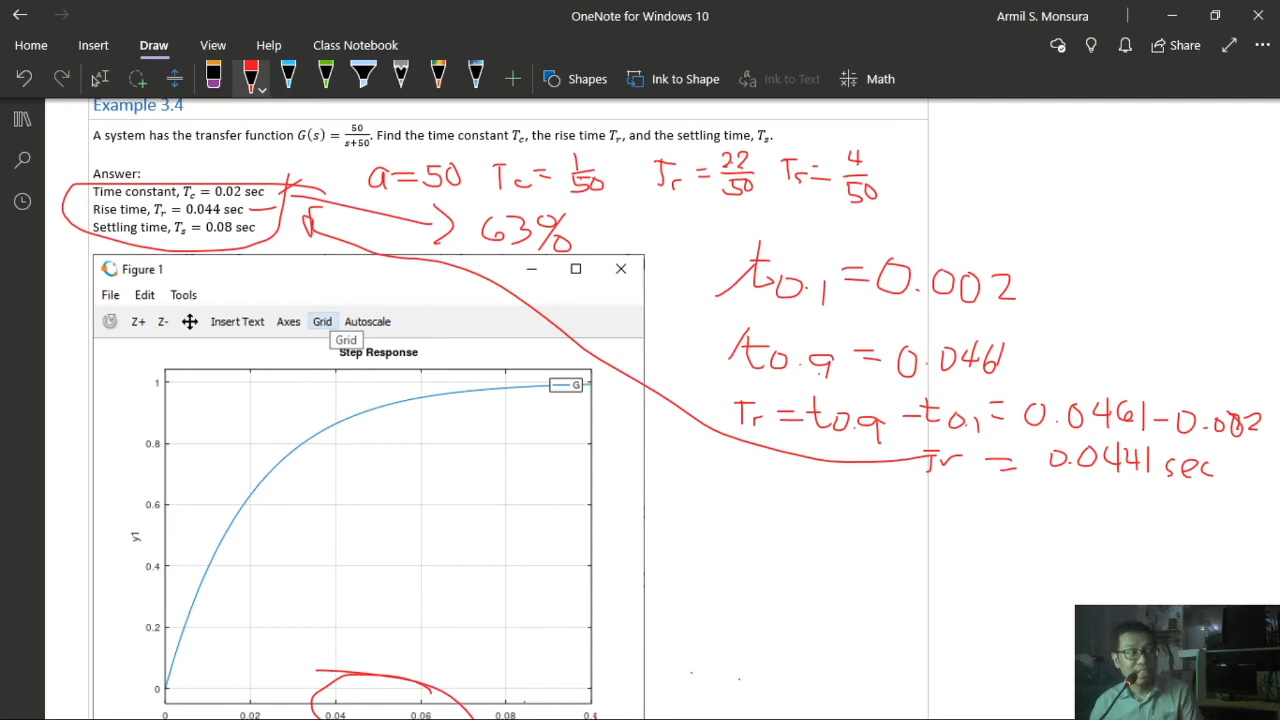 OneNote for Windows 10
Armil S. Monsura
Home Insert Draw View Help Class Notebook
Share
Shapes Ink to Shape Ink to Text Math
Example 3.4
A system has the transfer function G(s) = 50/(s+50). Find the time constant Tc, the rise time Tr, and the settling time, Ts.
Answer:
Time constant, Tc = 0.02 sec
Rise time, Tr = 0.044 sec
Settling time, Ts = 0.08 sec
a=50 Tc = 1/50 Tr = 22/50 Ts = 4/50
63%
t0.1 = 0.002
t0.9 = 0.0461
Tr = t0.9 - t0.1 = 0.0461 - 0.002
Tr = 0.0441 sec
Figure 1
File Edit Tools
Z+ Z- Insert Text Axes Grid Autoscale
Grid
Step Response
G
1
0.8
0.6
y1
0.4
0.2
0
0 0.02 0.04 0.06 0.08 0.1